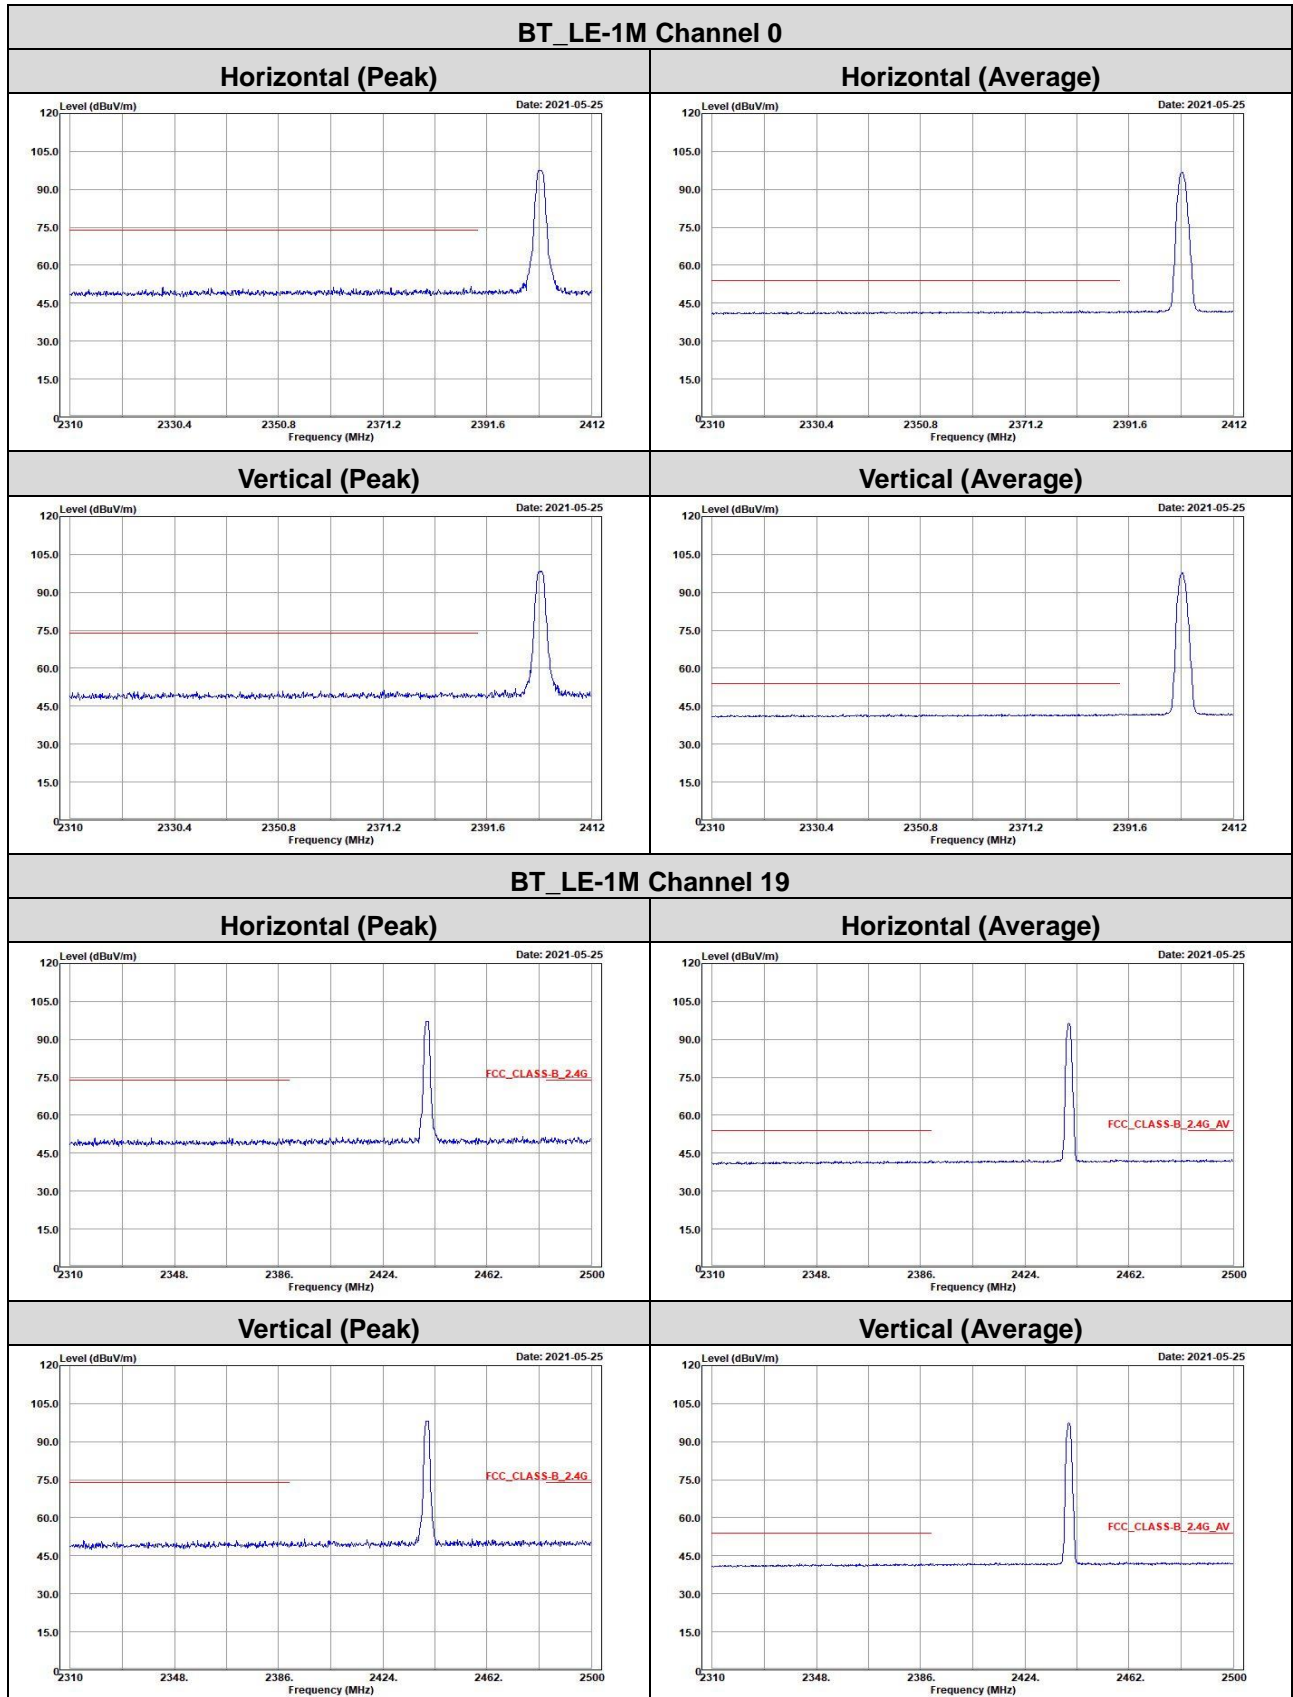 BT_LE-1M Channel 0
Horizontal (Peak)
Horizontal (Average)
Level (dBuV/m)
Date: 2021-05-25
120
105.0
90.0
75.0
60.0
45.0
30.0
15.0
0
2310 2330.4 2350.8 2371.2 2391.6 2412
Frequency (MHz)
Level (dBuV/m)
Date: 2021-05-25
120
105.0
90.0
75.0
60.0
45.0
30.0
15.0
0
2310 2330.4 2350.8 2371.2 2391.6 2412
Frequency (MHz)
Vertical (Peak)
Vertical (Average)
Level (dBuV/m)
Date: 2021-05-25
120
105.0
90.0
75.0
60.0
45.0
30.0
15.0
0
2310 2330.4 2350.8 2371.2 2391.6 2412
Frequency (MHz)
Level (dBuV/m)
Date: 2021-05-25
120
105.0
90.0
75.0
60.0
45.0
30.0
15.0
0
2310 2330.4 2350.8 2371.2 2391.6 2412
Frequency (MHz)
BT_LE-1M Channel 19
Horizontal (Peak)
Horizontal (Average)
Level (dBuV/m)
Date: 2021-05-25
120
105.0
90.0
75.0
FCC_CLASS-B_2.4G
60.0
45.0
30.0
15.0
0
2310 2348. 2386. 2424. 2462. 2500
Frequency (MHz)
Level (dBuV/m)
Date: 2021-05-25
120
105.0
90.0
75.0
60.0
FCC_CLASS-B_2.4G_AV
45.0
30.0
15.0
0
2310 2348. 2386. 2424. 2462. 2500
Frequency (MHz)
Vertical (Peak)
Vertical (Average)
Level (dBuV/m)
Date: 2021-05-25
120
105.0
90.0
75.0
FCC_CLASS-B_2.4G
60.0
45.0
30.0
15.0
0
2310 2348. 2386. 2424. 2462. 2500
Frequency (MHz)
Level (dBuV/m)
Date: 2021-05-25
120
105.0
90.0
75.0
60.0
FCC_CLASS-B_2.4G_AV
45.0
30.0
15.0
0
2310 2348. 2386. 2424. 2462. 2500
Frequency (MHz)